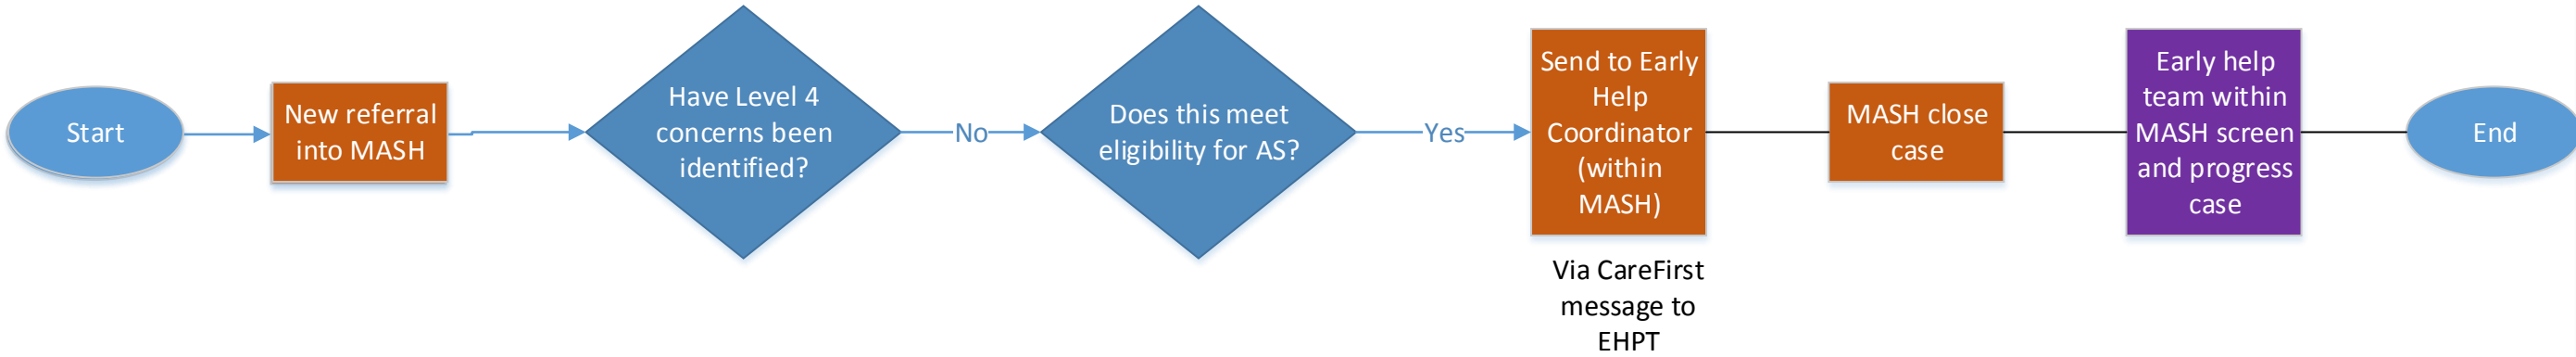 Start
New referral
into MASH
Have Level 4
concerns been
identified?
No
Does this meet
eligibility for AS?
Yes
Send to Early
Help
Coordinator
(within
MASH)
Via CareFirst
message to
EHPT
MASH close
case
Early help
team within
MASH screen
and progress
case
End